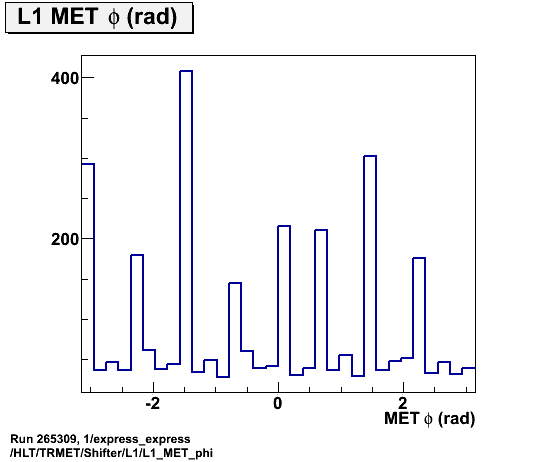 L1 MET ϕ (rad)
400
200
-2 0 2
MET ϕ (rad)
Run 265309, 1/express_express
/HLT/TRMET/Shifter/L1/L1_MET_phi